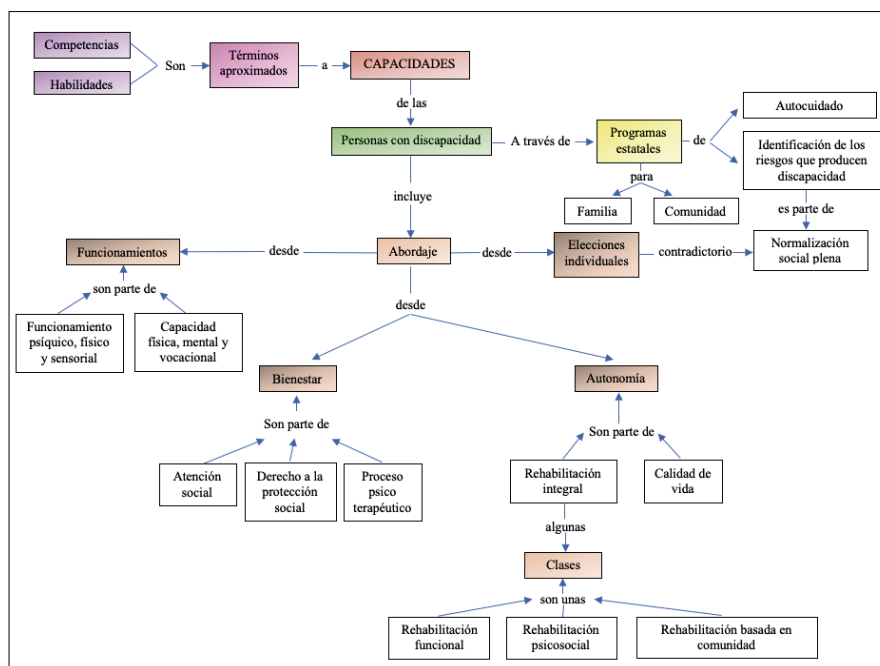 Competencias
Habilidades
Son
Términos
aproximados
a
CAPACIDADES
de las
Personas con discapacidad
A través de
Programas
estatales
de
Autocuidado
Identificación de los
riesgos que producen
discapacidad
para
Familia
Comunidad
es parte de
incluye
Funcionamientos
desde
Abordaje
desde
Elecciones
individuales
contradictorio
Normalización
social plena
son parte de
Funcionamiento
psíquico, físico
y sensorial
Capacidad
física, mental y
vocacional
desde
Bienestar
Autonomía
Son parte de
Son parte de
Atención
social
Derecho a la
protección
social
Proceso
psico
terapéutico
Rehabilitación
integral
Calidad de
vida
algunas
Clases
son unas
Rehabilitación
funcional
Rehabilitación
psicosocial
Rehabilitación basada en
comunidad